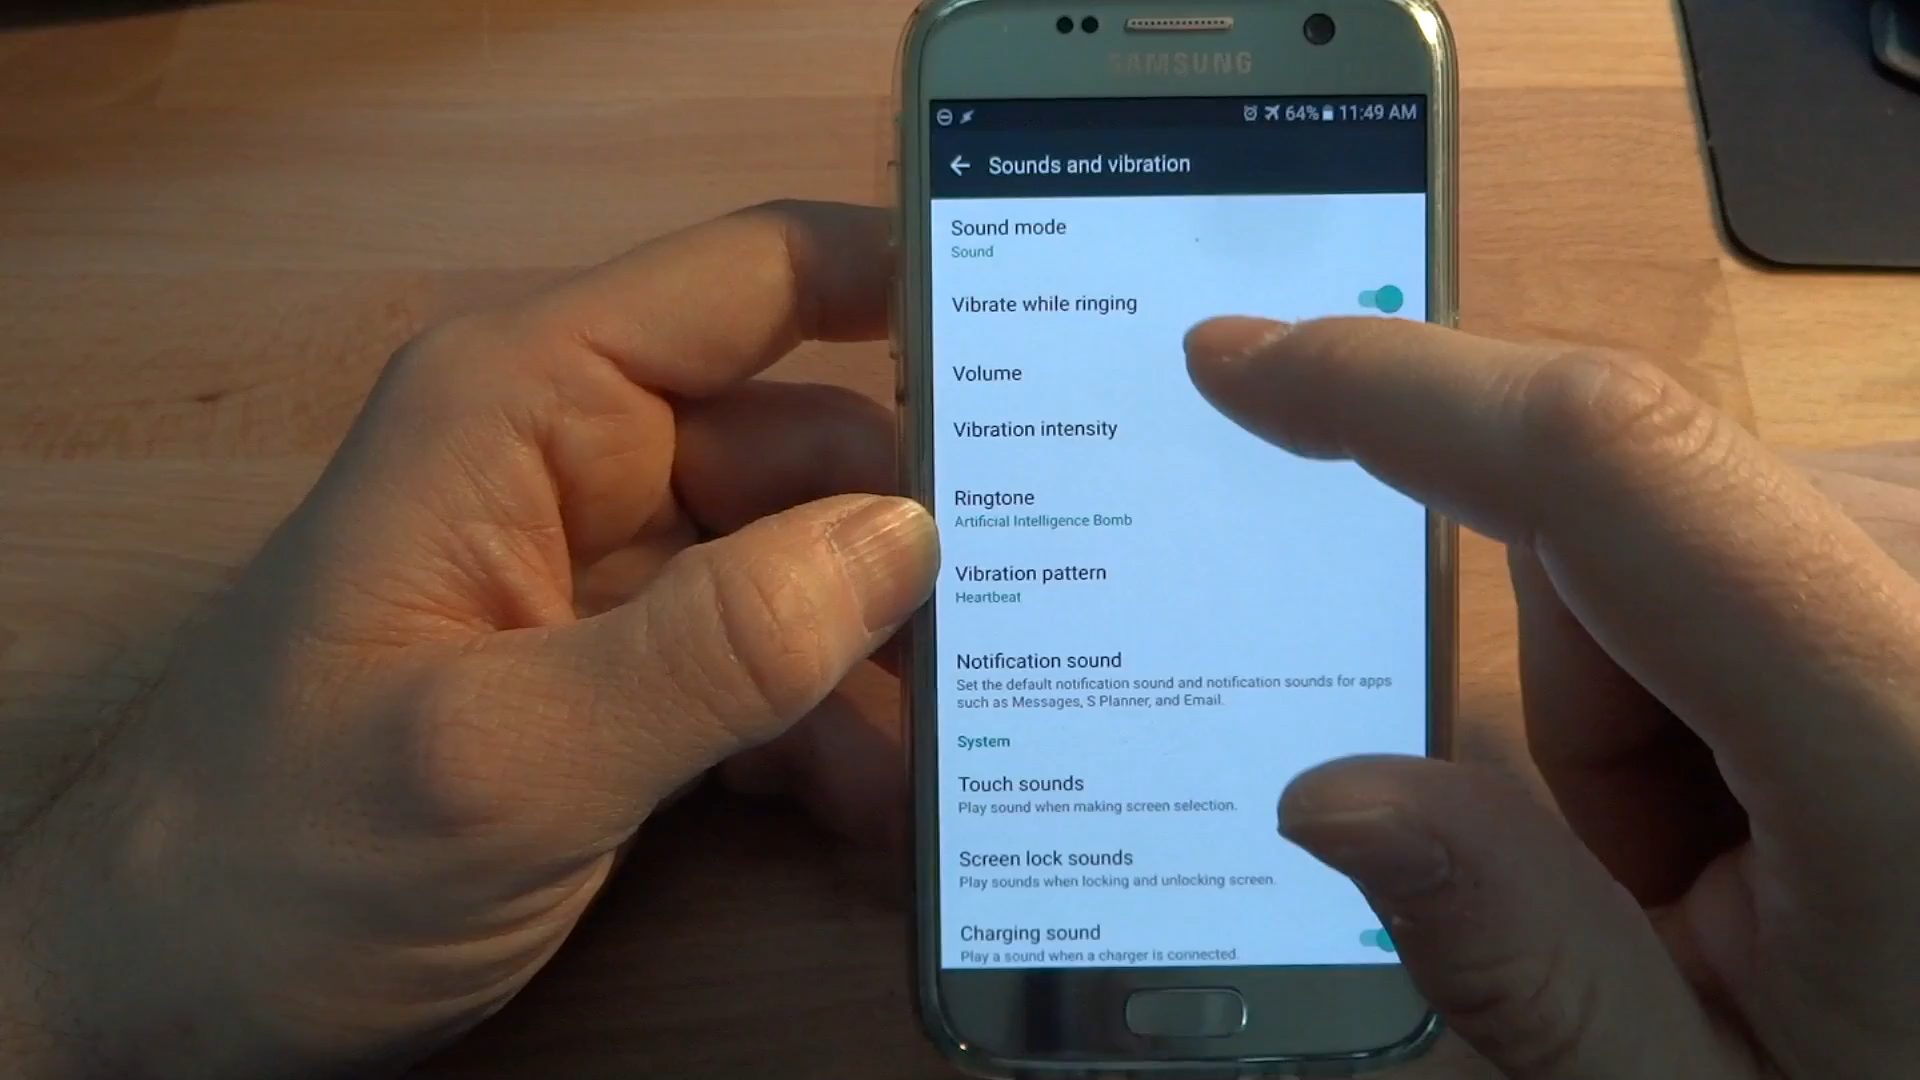 SAMSUNG
64% 11:49 AM
Sounds and vibration
Sound mode
Sound
Vibrate while ringing
Volume
Vibration intensity
Ringtone
Artificial Intelligence Bomb
Vibration pattern
Heartbeat
Notification sound
Set the default notification sound and notification sounds for apps
such as Messages, S Planner, and Email.
System
Touch sounds
Play sound when making screen selection.
Screen lock sounds
Play sounds when locking and unlocking screen.
Charging sound
Play a sound when a charger is connected.